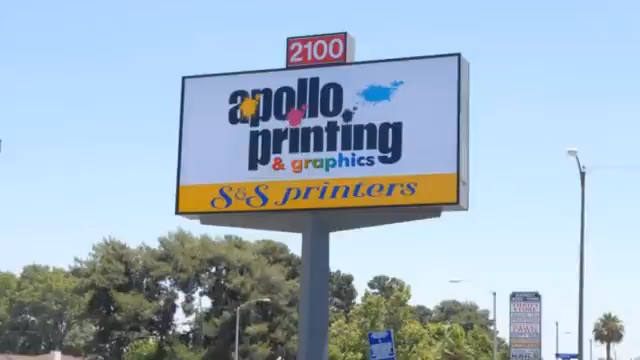 2100
apollo
printing
& graphics
S&S printers